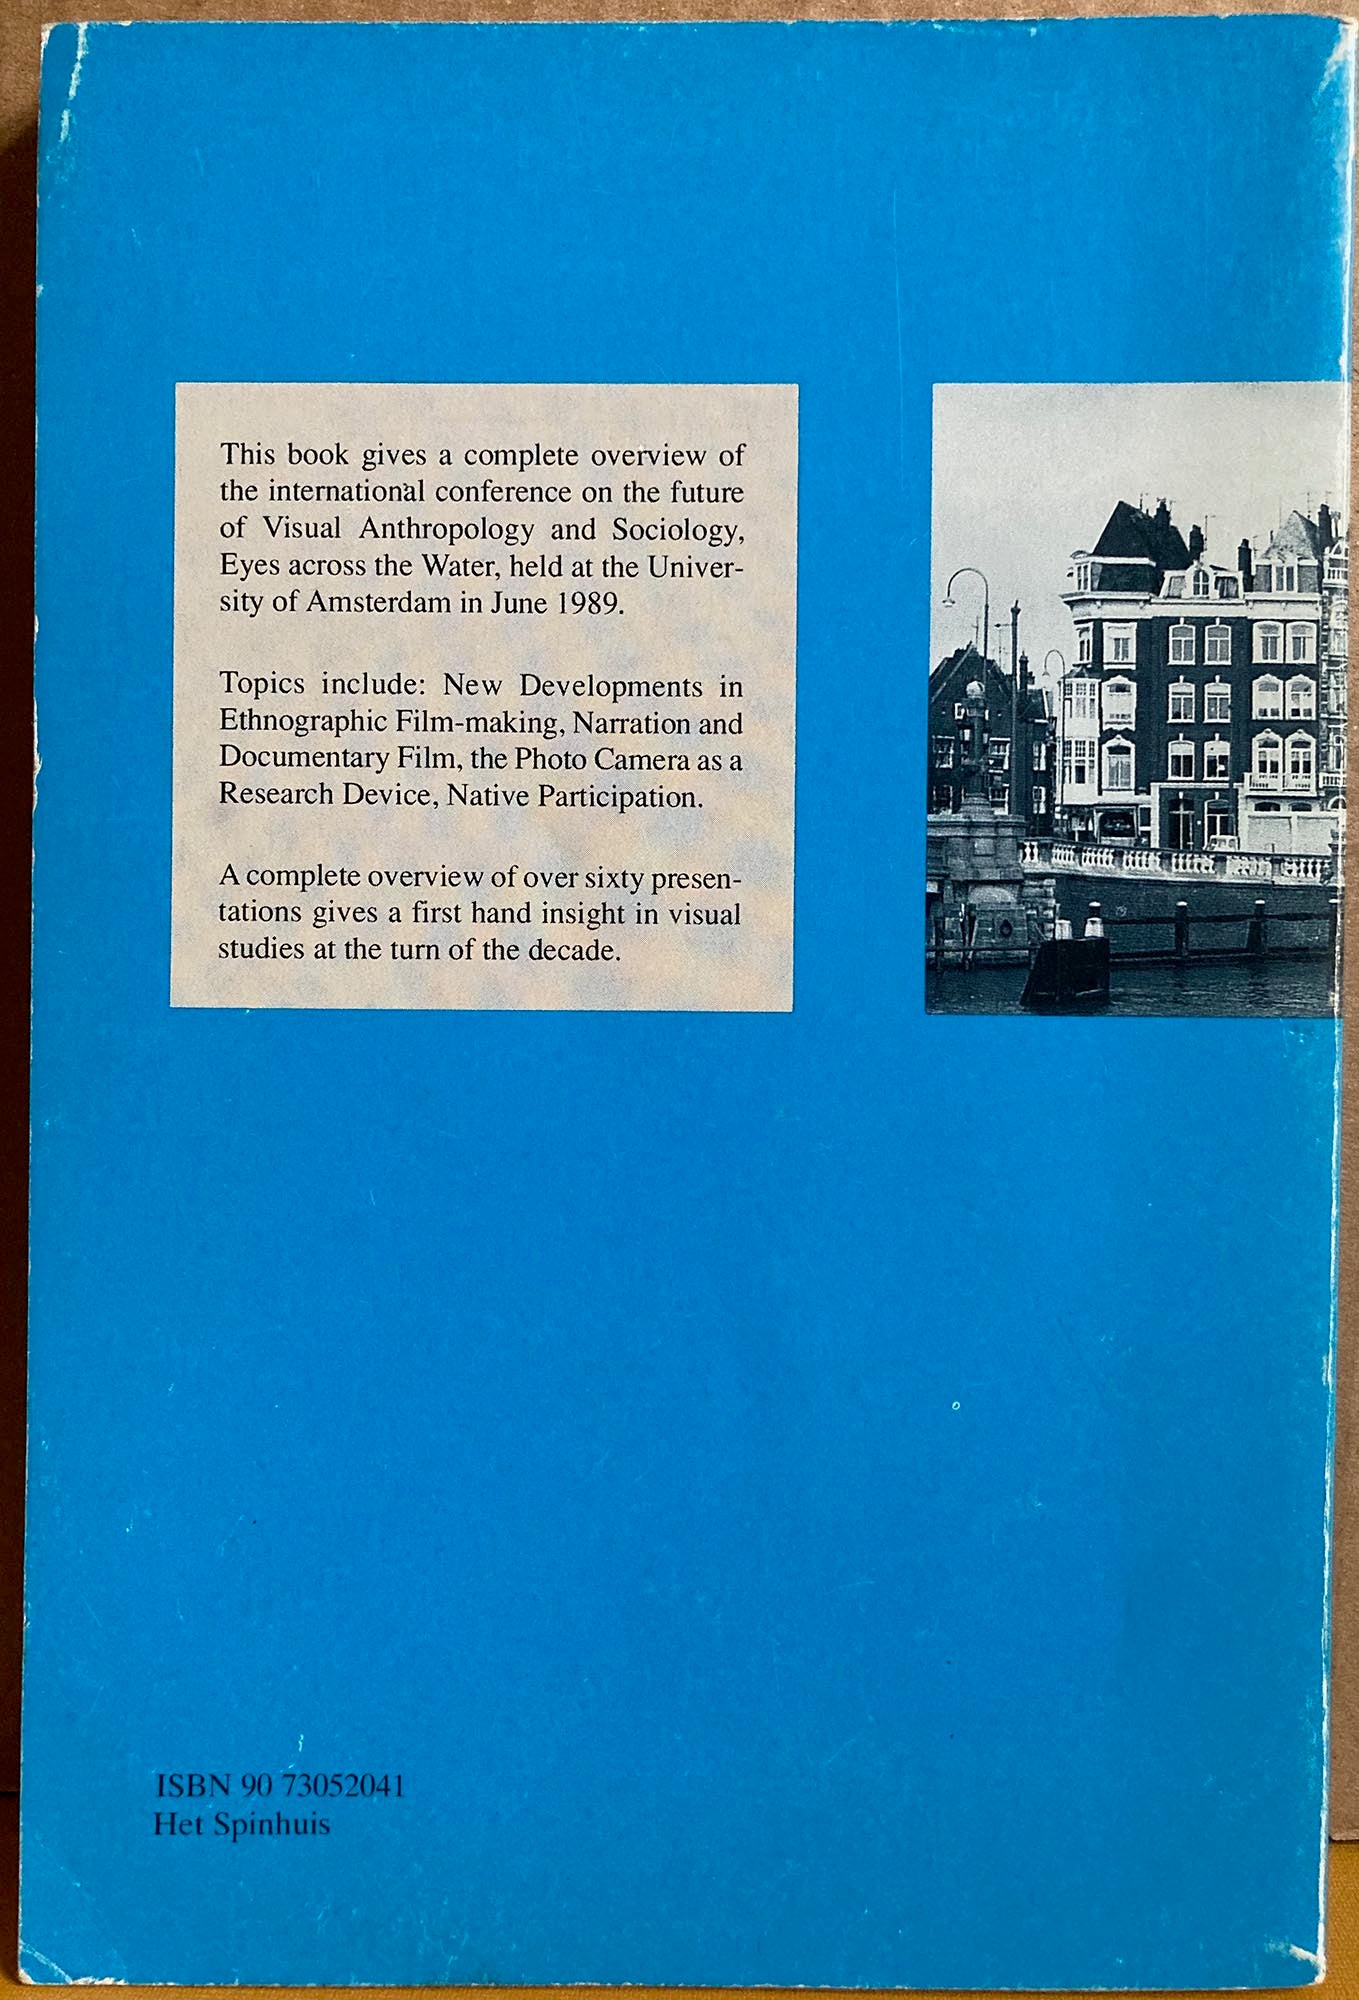 This book gives a complete overview of
the international conference on the future
of Visual Anthropology and Sociology,
Eyes across the Water, held at the Univer-
sity of Amsterdam in June 1989.
Topics include: New Developments in
Ethnographic Film-making, Narration and
Documentary Film, the Photo Camera as a
Research Device, Native Participation.
A complete overview of over sixty presen-
tations gives a first hand insight in visual
studies at the turn of the decade.
ISBN 90 73052041
Het Spinhuis